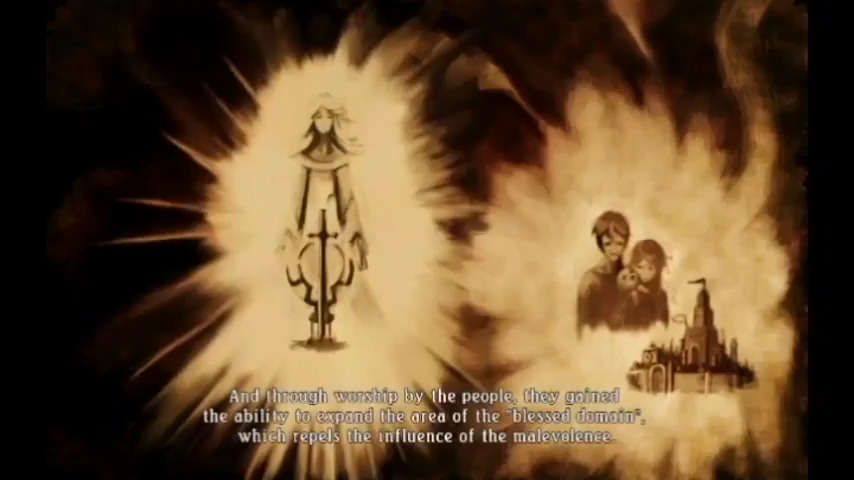 And through worship by the people, they gained
the ability to expand the area of the "blessed domain",
which repels the influence of the malevolence.